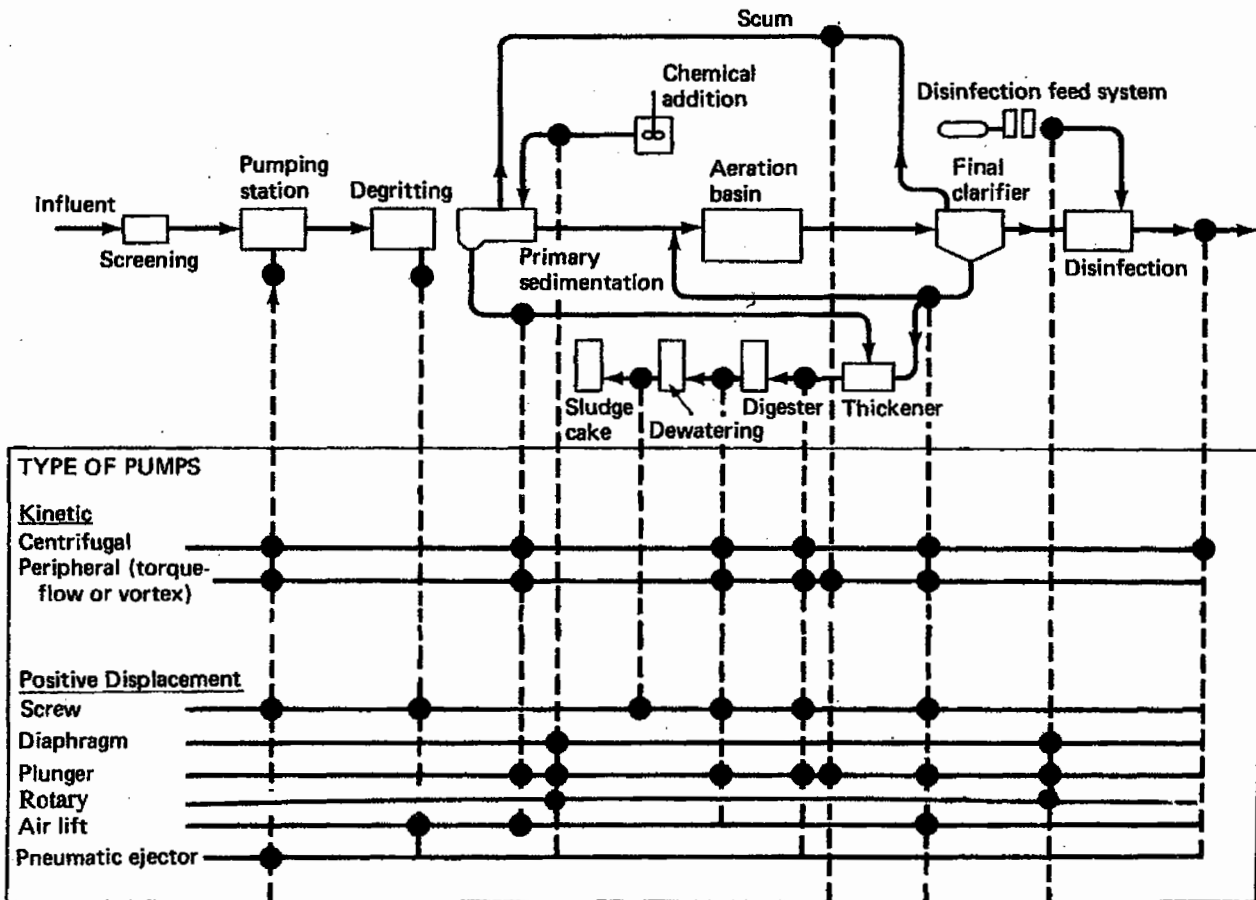 Scum
Chemical
addition
Disinfection feed system
Pumping
station
Degritting
Aeration
basin
Final
clarifier
influent
Screening
Primary
sedimentation
Disinfection
Sludge
cake
Dewatering
Digester
Thickener
TYPE OF PUMPS
Kinetic
Centrifugal
Peripheral (torque-
flow or vortex)
Positive Displacement
Screw
Diaphragm
Plunger
Rotary
Air lift
Pneumatic ejector